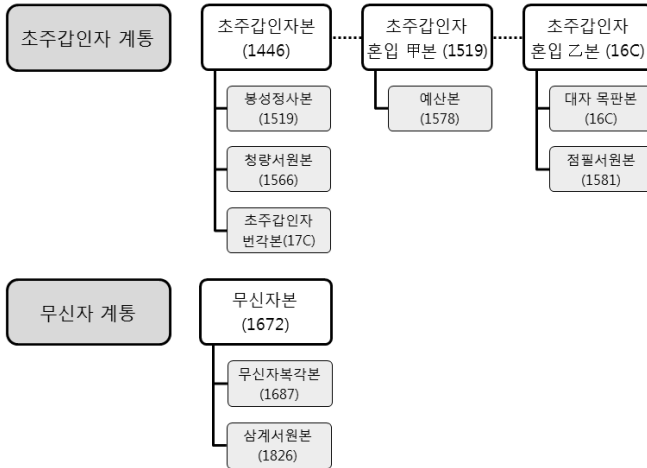 초주갑인자 계통
초주갑인자본
(1446)
초주갑인자
혼입 甲본 (1519)
초주갑인자
혼입 乙본 (16C)
봉성정사본
(1519)
예산본
(1578)
대자 목판본
(16C)
청량서원본
(1566)
점필서원본
(1581)
초주갑인자
번각본(17C)
무신자 계통
무신자본
(1672)
무신자복각본
(1687)
삼계서원본
(1826)